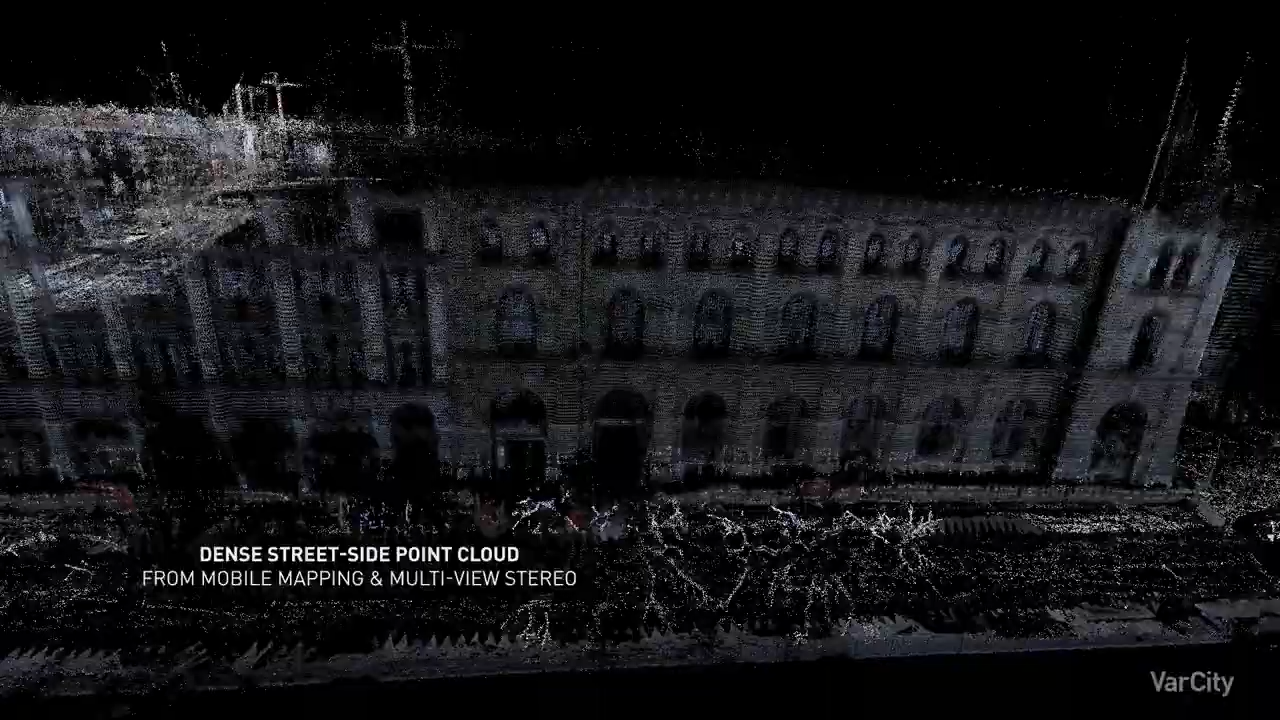 DENSE STREET-SIDE POINT CLOUD
FROM MOBILE MAPPING & MULTI-VIEW STEREO
VarCity